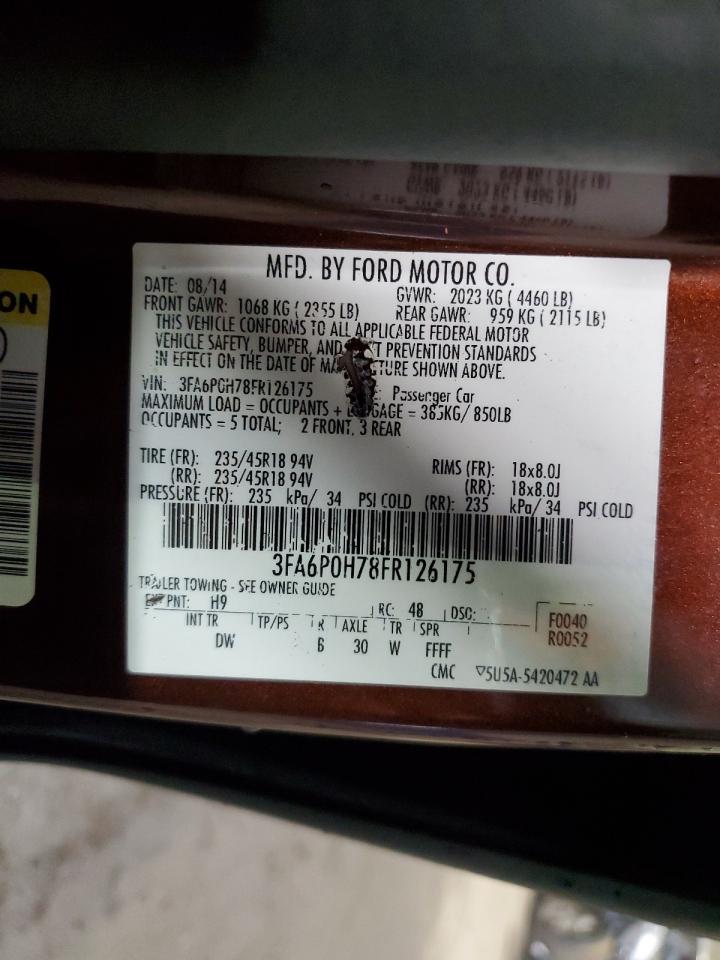 ON
MFD. BY FORD MOTOR CO.
DATE: 08/14 GVWR: 2023 KG ( 4460 LB)
FRONT GAWR: 1068 KG ( 2355 LB) REAR GAWR: 959 KG ( 2115 LB)
THIS VEHICLE CONFORMS TO ALL APPLICABLE FEDERAL MOTOR
VEHICLE SAFETY, BUMPER, AND PREVENTION STANDARDS
IN EFFECT ON THE DATE OF SHOWN ABOVE.
VIN: 3FA6P0H78FR126175 Passenger Car
MAXIMUM LOAD = OCCUPANTS + = 385KG/ 850LB
OCCUPANTS = 5 TOTAL; 2 FRONT, 3 REAR
TIRE (FR): 235/45R18 94V RIMS (FR): 18x8.0J
(RR): 235/45R18 94V (RR): 18x8.0J
PRESSURE (FR): 235 kPa/ 34 PSI COLD (RR): 235 kPa/ 34 PSI COLD
3FA6P0H78FR126175
TRAILER TOWING - SEE OWNER GUIDE
EXT PNT: H9 RC: 48 DSO: F0040
INT TR TP/PS R AXLE TR SPR R0052
DW 6 30 W FFFF
CMC ▽5U5A-5420472 AA